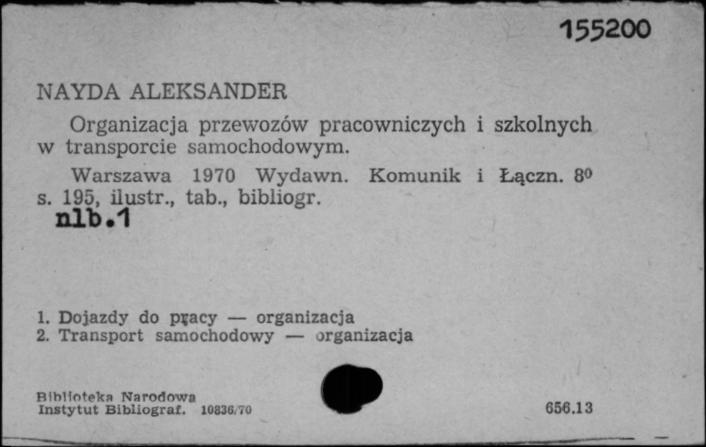 155200
NAYDA ALEKSANDER
Organizacja przewozów pracowniczych i szkolnych
w transporcie samochodowym.
Warszawa 1970 Wydawn. Komunik i Łączn. 8⁰
s. 195, ilustr., tab., bibliogr.
nlb.1
1. Dojazdy do pracy — organizacja
2. Transport samochodowy — organizacja
Biblioteka Narodowa
Instytut Bibliograf. 10836/70
656.13